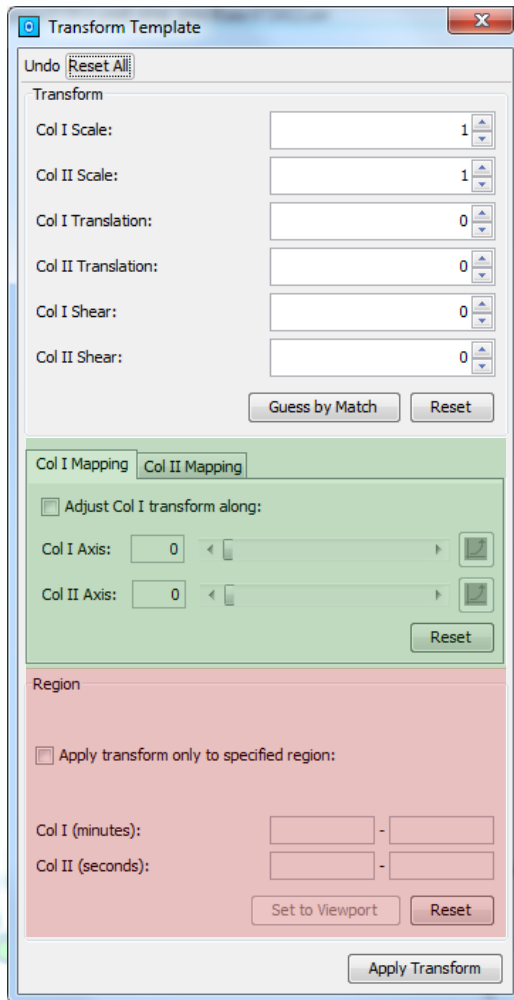 Transform Template
Undo Reset All
Transform
Col I Scale: 1
Col II Scale: 1
Col I Translation: 0
Col II Translation: 0
Col I Shear: 0
Col II Shear: 0
Guess by Match Reset
Col I Mapping Col II Mapping
Adjust Col I transform along:
Col I Axis: 0
Col II Axis: 0
Reset
Region
Apply transform only to specified region:
Col I (minutes): -
Col II (seconds): -
Set to Viewport Reset
Apply Transform